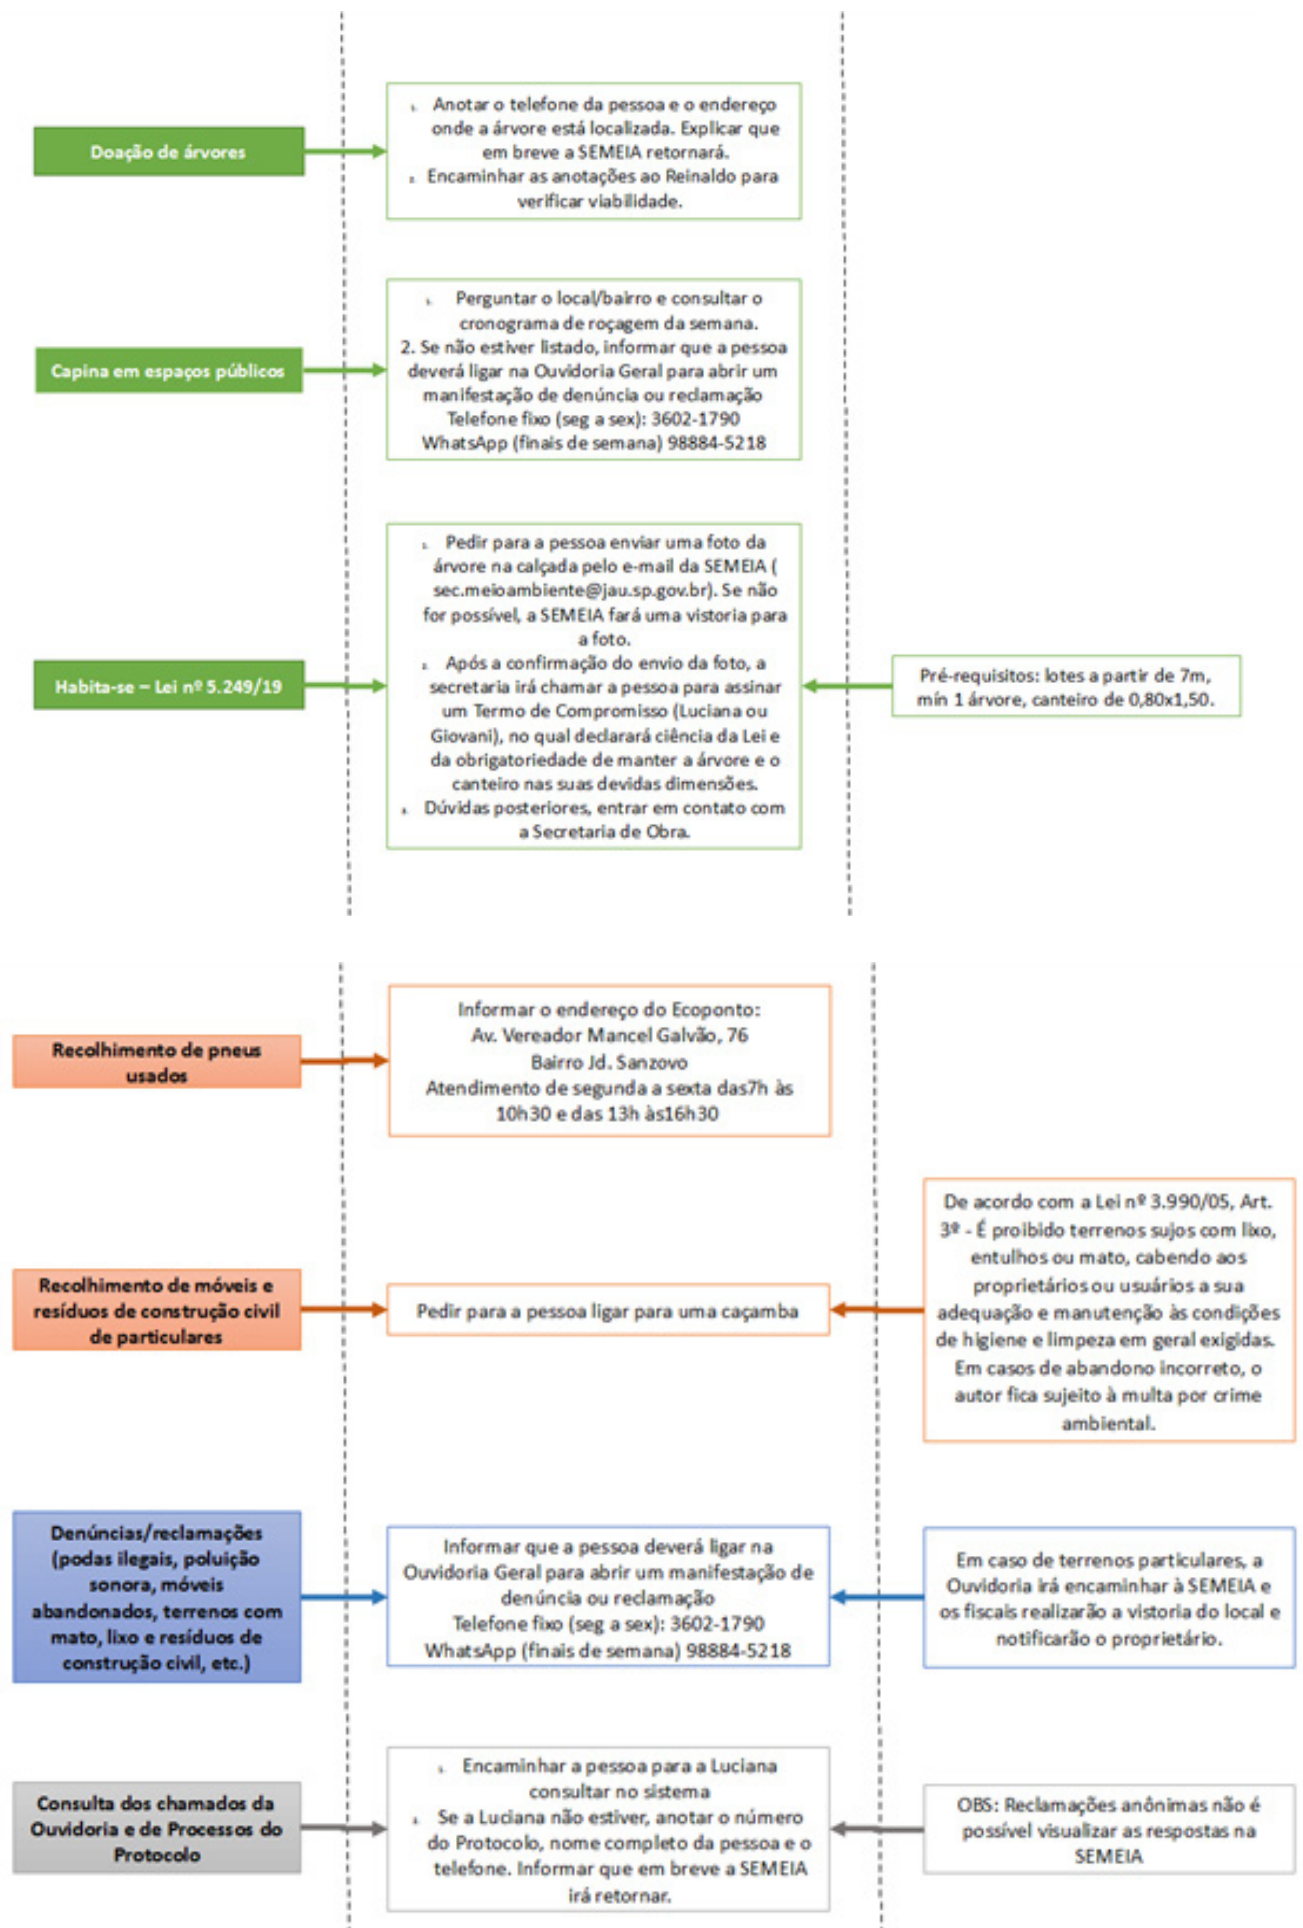 Doação de árvores
1. Anotar o telefone da pessoa e o endereço
onde a árvore está localizada. Explicar que
em breve a SEMEIA retornará.
2. Encaminhar as anotações ao Reinaldo para
verificar viabilidade.
Capina em espaços públicos
1. Perguntar o local/bairro e consultar o
cronograma de roçagem da semana.
2. Se não estiver listado, informar que a pessoa
deverá ligar na Ouvidoria Geral para abrir um
manifestação de denúncia ou reclamação
Telefone fixo (seg a sex): 3602-1790
WhatsApp (finais de semana) 98884-5218
Habita-se – Lei nº 5.249/19
1. Pedir para a pessoa enviar uma foto da
árvore na calçada pelo e-mail da SEMEIA (
sec.meioambiente@jau.sp.gov.br). Se não
for possível, a SEMEIA fará uma vistoria para
a foto.
2. Após a confirmação do envio da foto, a
secretaria irá chamar a pessoa para assinar
um Termo de Compromisso (Luciana ou
Giovani), no qual declarará ciência da Lei e
da obrigatoriedade de manter a árvore e o
canteiro nas suas devidas dimensões.
3. Dúvidas posteriores, entrar em contato com
a Secretaria de Obra.
Pré-requisitos: lotes a partir de 7m,
mín 1 árvore, canteiro de 0,80x1,50.
Recolhimento de pneus
usados
Informar o endereço do Ecoponto:
Av. Vereador Mancel Galvão, 76
Bairro Jd. Sanzovo
Atendimento de segunda a sexta das7h às
10h30 e das 13h às16h30
Recolhimento de móveis e
resíduos de construção civil
de particulares
Pedir para a pessoa ligar para uma caçamba
De acordo com a Lei nº 3.990/05, Art.
3º - É proibido terrenos sujos com lixo,
entulhos ou mato, cabendo aos
proprietários ou usuários a sua
adequação e manutenção às condições
de higiene e limpeza em geral exigidas.
Em casos de abandono incorreto, o
autor fica sujeito à multa por crime
ambiental.
Denúncias/reclamações
(podas ilegais, poluição
sonora, móveis
abandonados, terrenos com
mato, lixo e resíduos de
construção civil, etc.)
Informar que a pessoa deverá ligar na
Ouvidoria Geral para abrir um manifestação de
denúncia ou reclamação
Telefone fixo (seg a sex): 3602-1790
WhatsApp (finais de semana) 98884-5218
Em caso de terrenos particulares, a
Ouvidoria irá encaminhar à SEMEIA e
os fiscais realizarão a vistoria do local e
notificarão o proprietário.
Consulta dos chamados da
Ouvidoria e de Processos do
Protocolo
1. Encaminhar a pessoa para a Luciana
consultar no sistema
2. Se a Luciana não estiver, anotar o número
do Protocolo, nome completo da pessoa e o
telefone. Informar que em breve a SEMEIA
irá retornar.
OBS: Reclamações anônimas não é
possível visualizar as respostas na
SEMEIA